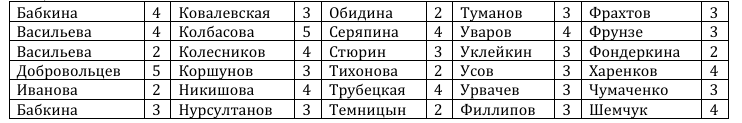 Бабкина 4 Ковалевская 3 Обидина 2 Туманов 3 Фрахтов 3
Васильева 4 Колбасова 5 Серяпина 4 Уваров 4 Фрунзе 3
Васильева 2 Колесников 4 Стюрин 3 Уклейкин 3 Фондеркина 2
Добровольцев 5 Коршунов 3 Тихонова 2 Усов 3 Харенков 4
Иванова 2 Никишова 4 Трубецкая 4 Урвачев 3 Чумаченко 3
Бабкина 3 Нурсултанов 3 Темницын 2 Филлипов 3 Шемчук 4